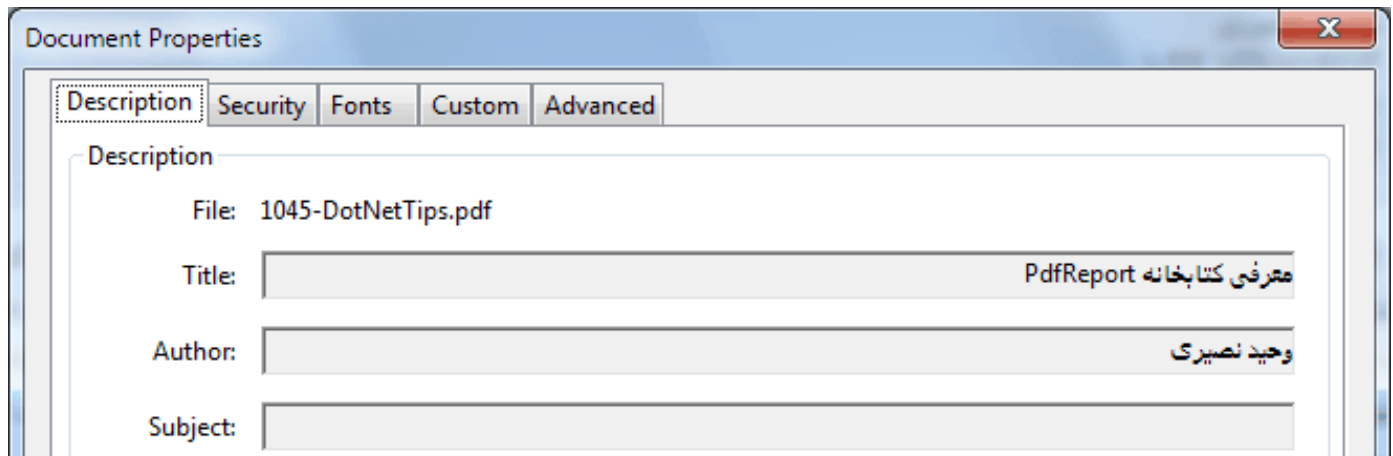 Document Properties
Description Security Fonts Custom Advanced
Description
File: 1045-DotNetTips.pdf
Title: معرفی کتابخانه PdfReport
Author: وحید نصیری
Subject: